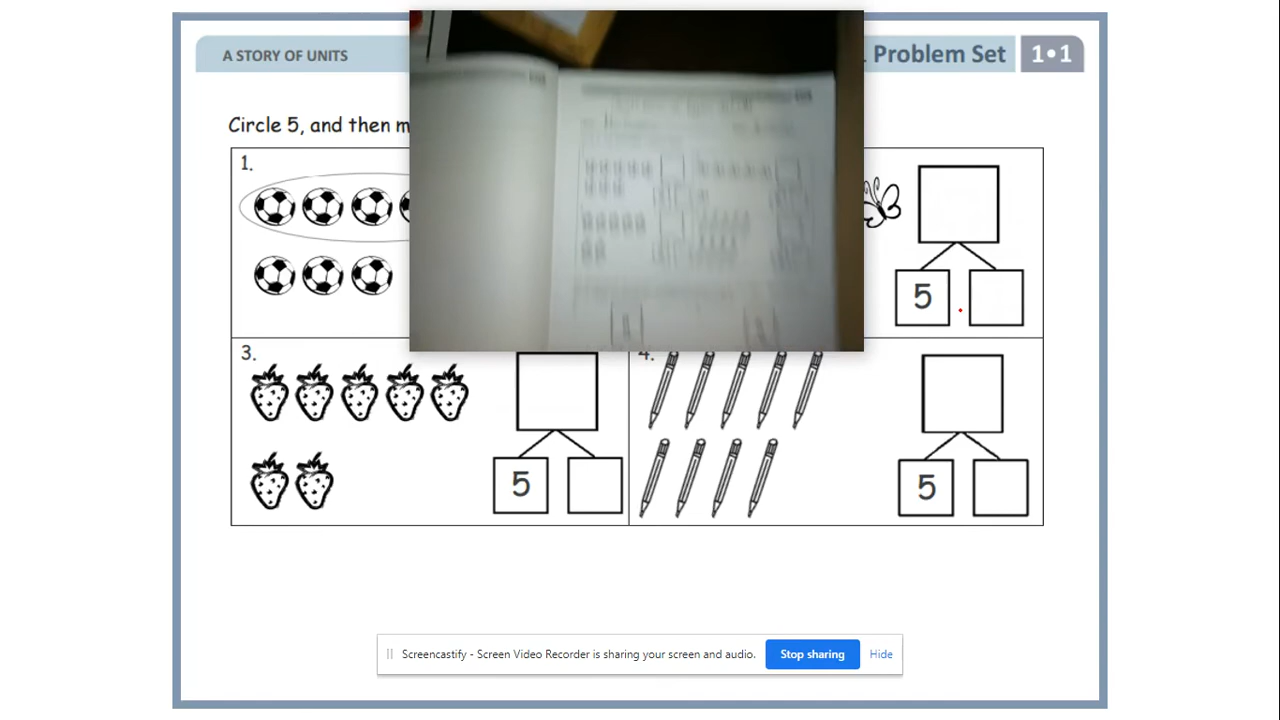 A STORY OF UNITS
Problem Set
1•1
Circle 5, and then
1.
5
3.
5
4.
5
Screencastify - Screen Video Recorder is sharing your screen and audio.
Stop sharing
Hide